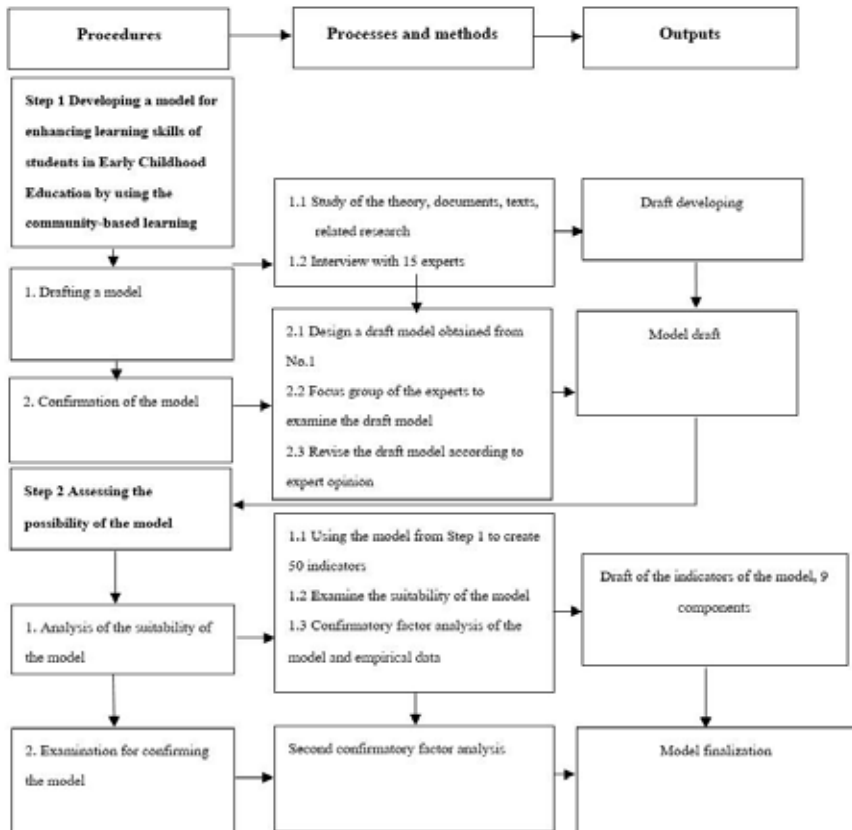 Procedures
Processes and methods
Outputs
Step 1 Developing a model for
enhancing learning skills of
students in Early Childhood
Education by using the
community-based learning
1.1 Study of the theory, documents, texts,
related research
1.2 Interview with 15 experts
Draft developing
1. Drafting a model
2.1 Design a draft model obtained from
No.1
2.2 Focus group of the experts to
examine the draft model
2.3 Revise the draft model according to
expert opinion
Model draft
2. Confirmation of the model
Step 2 Assessing the
possibility of the model
1.1 Using the model from Step 1 to create
50 indicators
1.2 Examine the suitability of the model
1.3 Confirmatory factor analysis of the
model and empirical data
Draft of the indicators of the model, 9
components
1. Analysis of the suitability of
the model
2. Examination for confirming
the model
Second confirmatory factor analysis
Model finalization